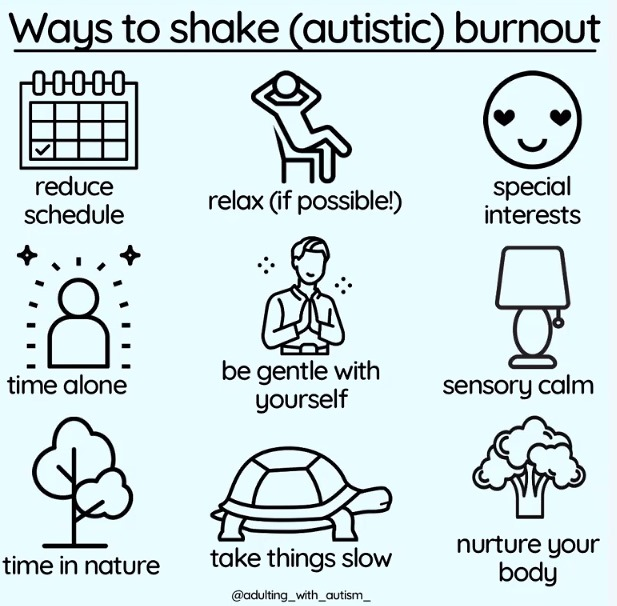 Ways to shake (autistic) burnout
reduce
schedule
relax (if possible!)
special
interests
time alone
be gentle with
yourself
sensory calm
time in nature
take things slow
nurture your
body
@adulting_with_autism_